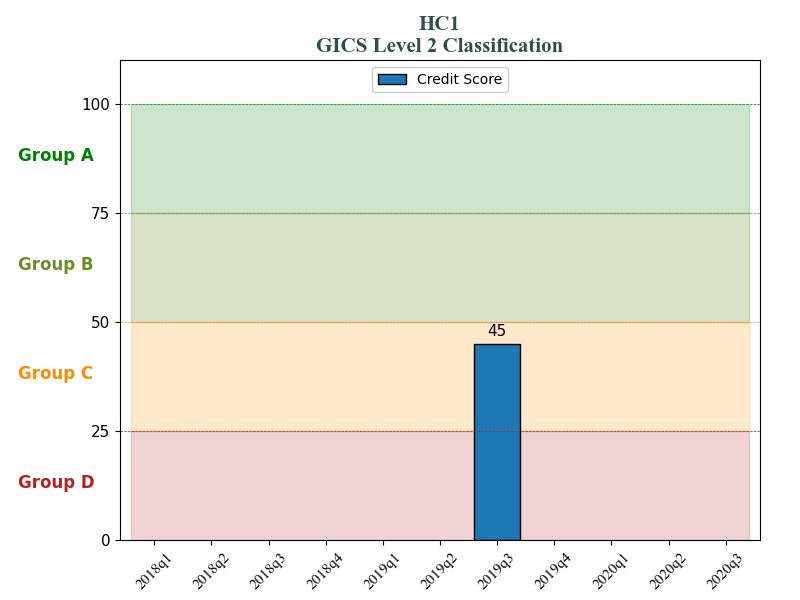 HC1
GICS Level 2 Classification
Credit Score
100
Group A
75
Group B
50
45
Group C
25
Group D
0
2018q1
2018q2
2018q3
2018q4
2019q1
2019q2
2019q3
2019q4
2020q1
2020q2
2020q3